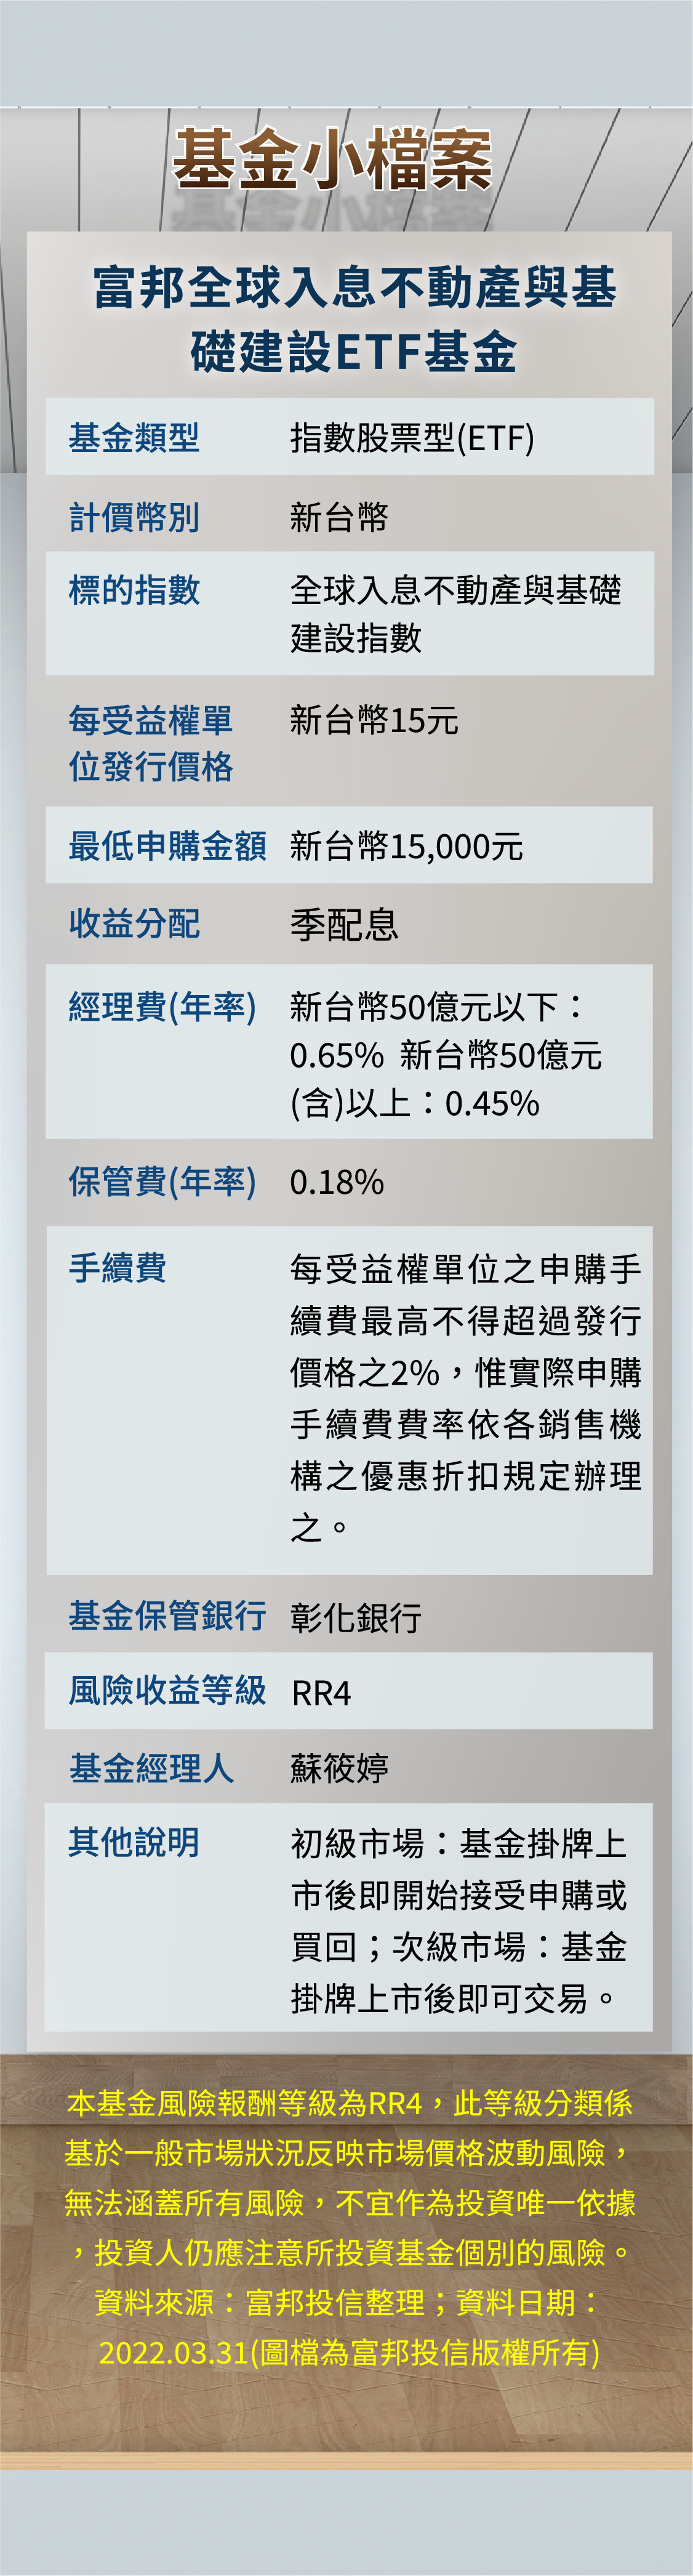 基金小檔案
富邦全球入息不動產與基
礎建設ETF基金
基金類型
指數股票型(ETF)
計價幣別
新台幣
標的指數
全球入息不動產與基礎
建設指數
每受益權單
位發行價格
新台幣15元
最低申購金額
新台幣15,000元
收益分配
季配息
經理費(年率)
新台幣50億元以下：
0.65% 新台幣50億元
(含)以上：0.45%
保管費(年率)
0.18%
手續費
每受益權單位之申購手
續費最高不得超過發行
價格之2%，惟實際申購
手續費費率依各銷售機
構之優惠折扣規定辦理
之。
基金保管銀行
彰化銀行
風險收益等級
RR4
基金經理人
蘇筱婷
其他說明
初級市場：基金掛牌上
市後即開始接受申購或
買回；次級市場：基金
掛牌上市後即可交易。
本基金風險報酬等級為RR4，此等級分類係
基於一般市場狀況反映市場價格波動風險，
無法涵蓋所有風險，不宜作為投資唯一依據
，投資人仍應注意所投資基金個別的風險。
資料來源：富邦投信整理；資料日期：
2022.03.31(圖檔為富邦投信版權所有)